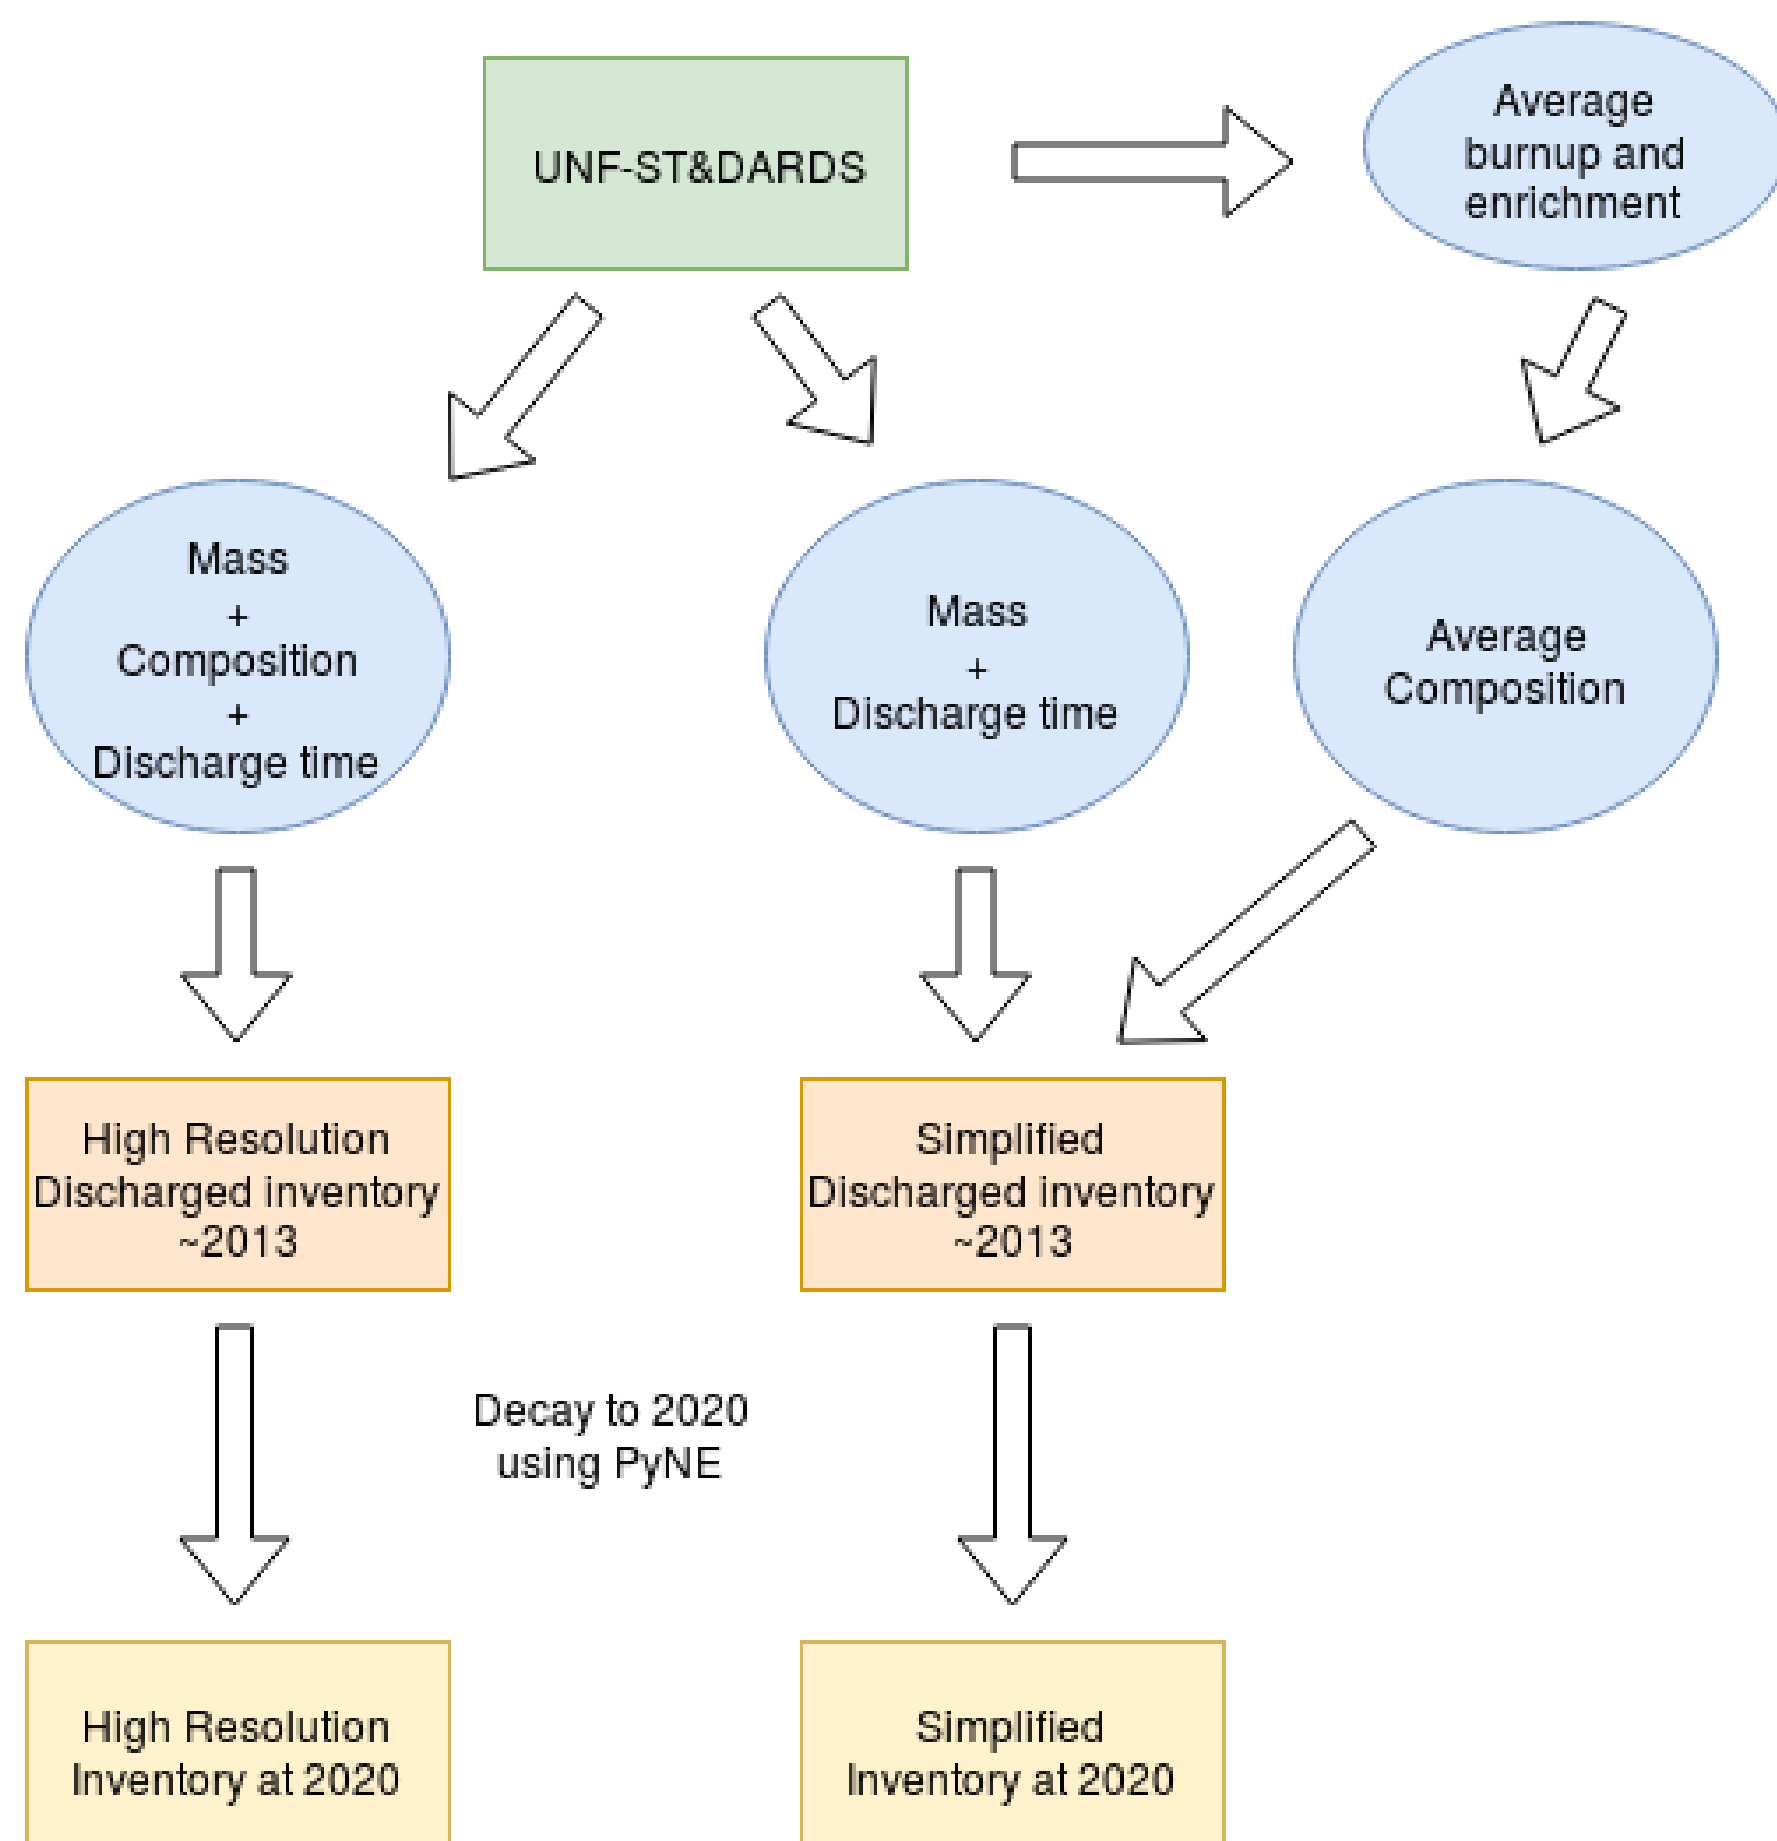 UNF-ST&DARDS
Average
burnup and
enrichment
Mass
+
Composition
+
Discharge time
Mass
+
Discharge time
Average
Composition
High Resolution
Discharged inventory
~2013
Simplified
Discharged inventory
~2013
Decay to 2020
using PyNE
High Resolution
Inventory at 2020
Simplified
Inventory at 2020